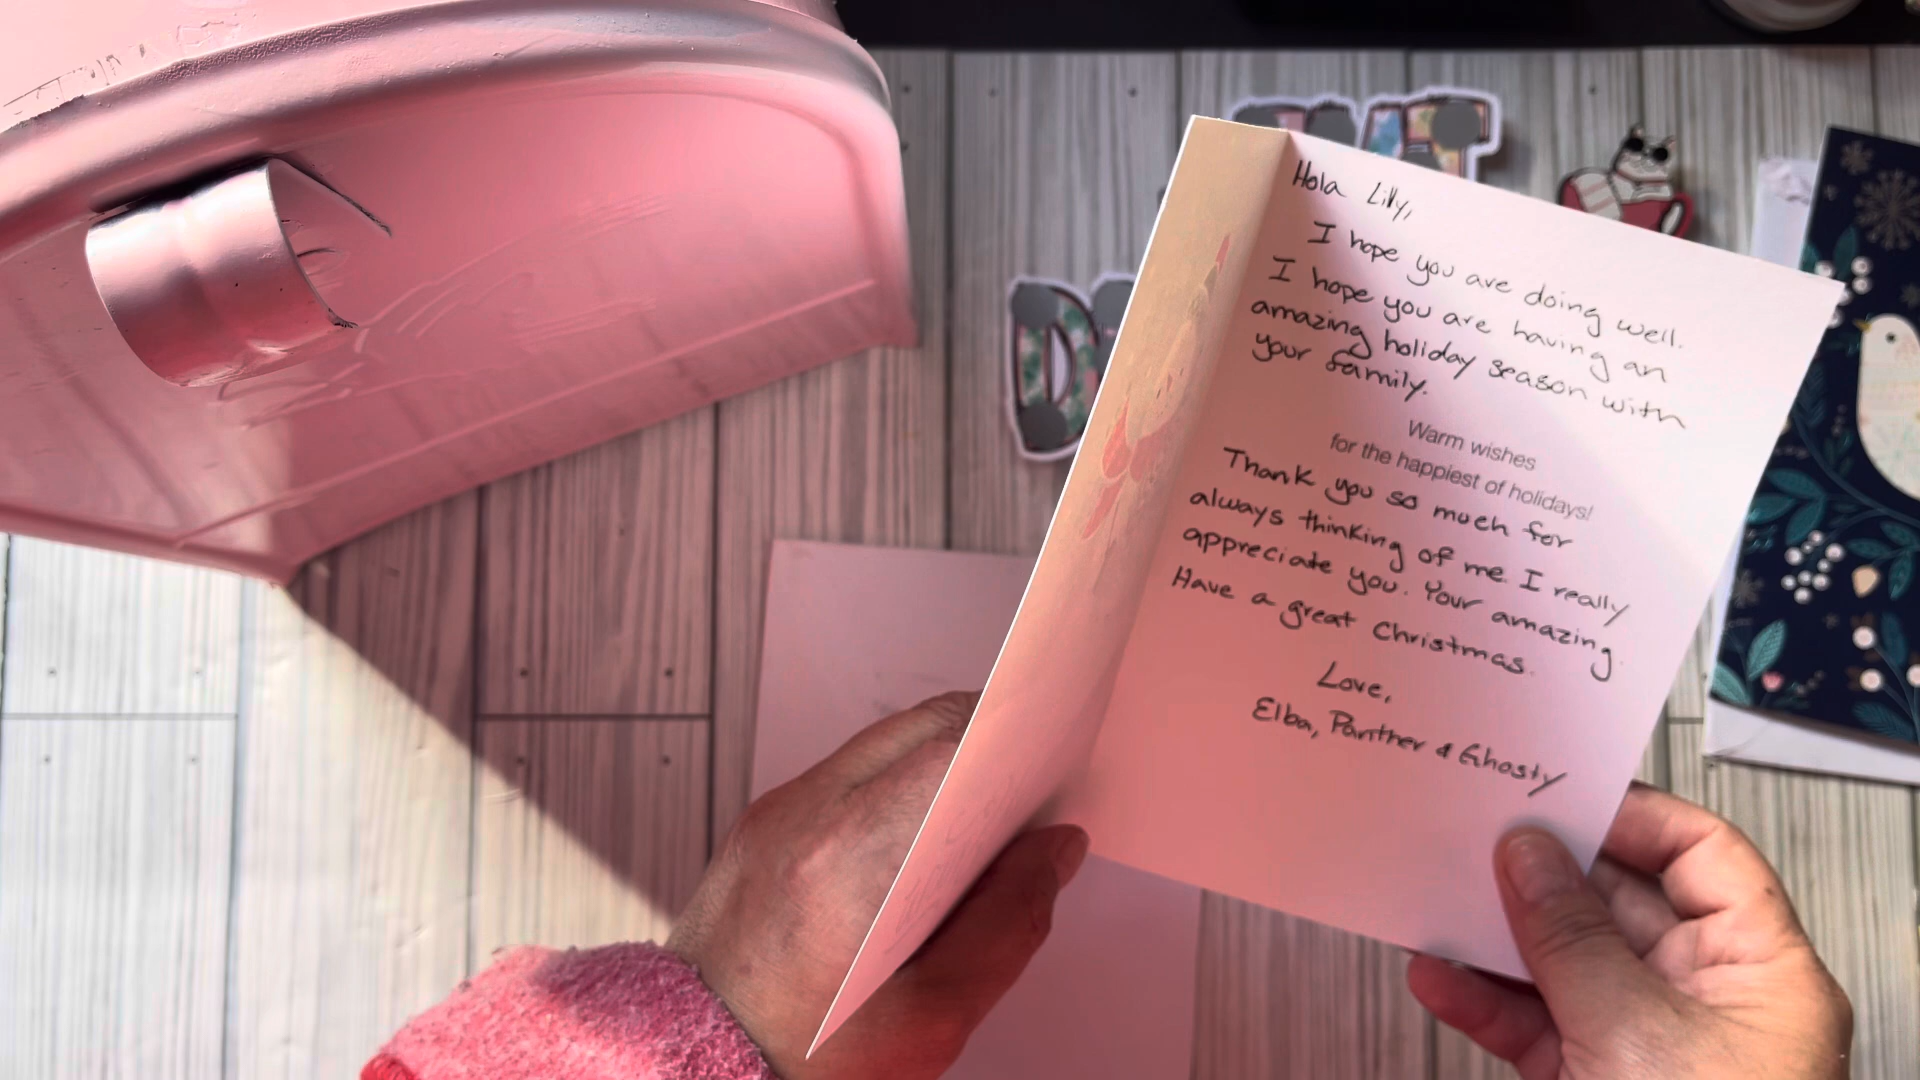 Hola Lilly,
I hope you are doing well.
I hope you are having an
amazing holiday season with
your family.
Warm wishes
for the happiest of holidays!
Thank you so much for
always thinking of me. I really
appreciate you. Your amazing.
Have a great Christmas.
Love,
Elba, Panther & Ghosty